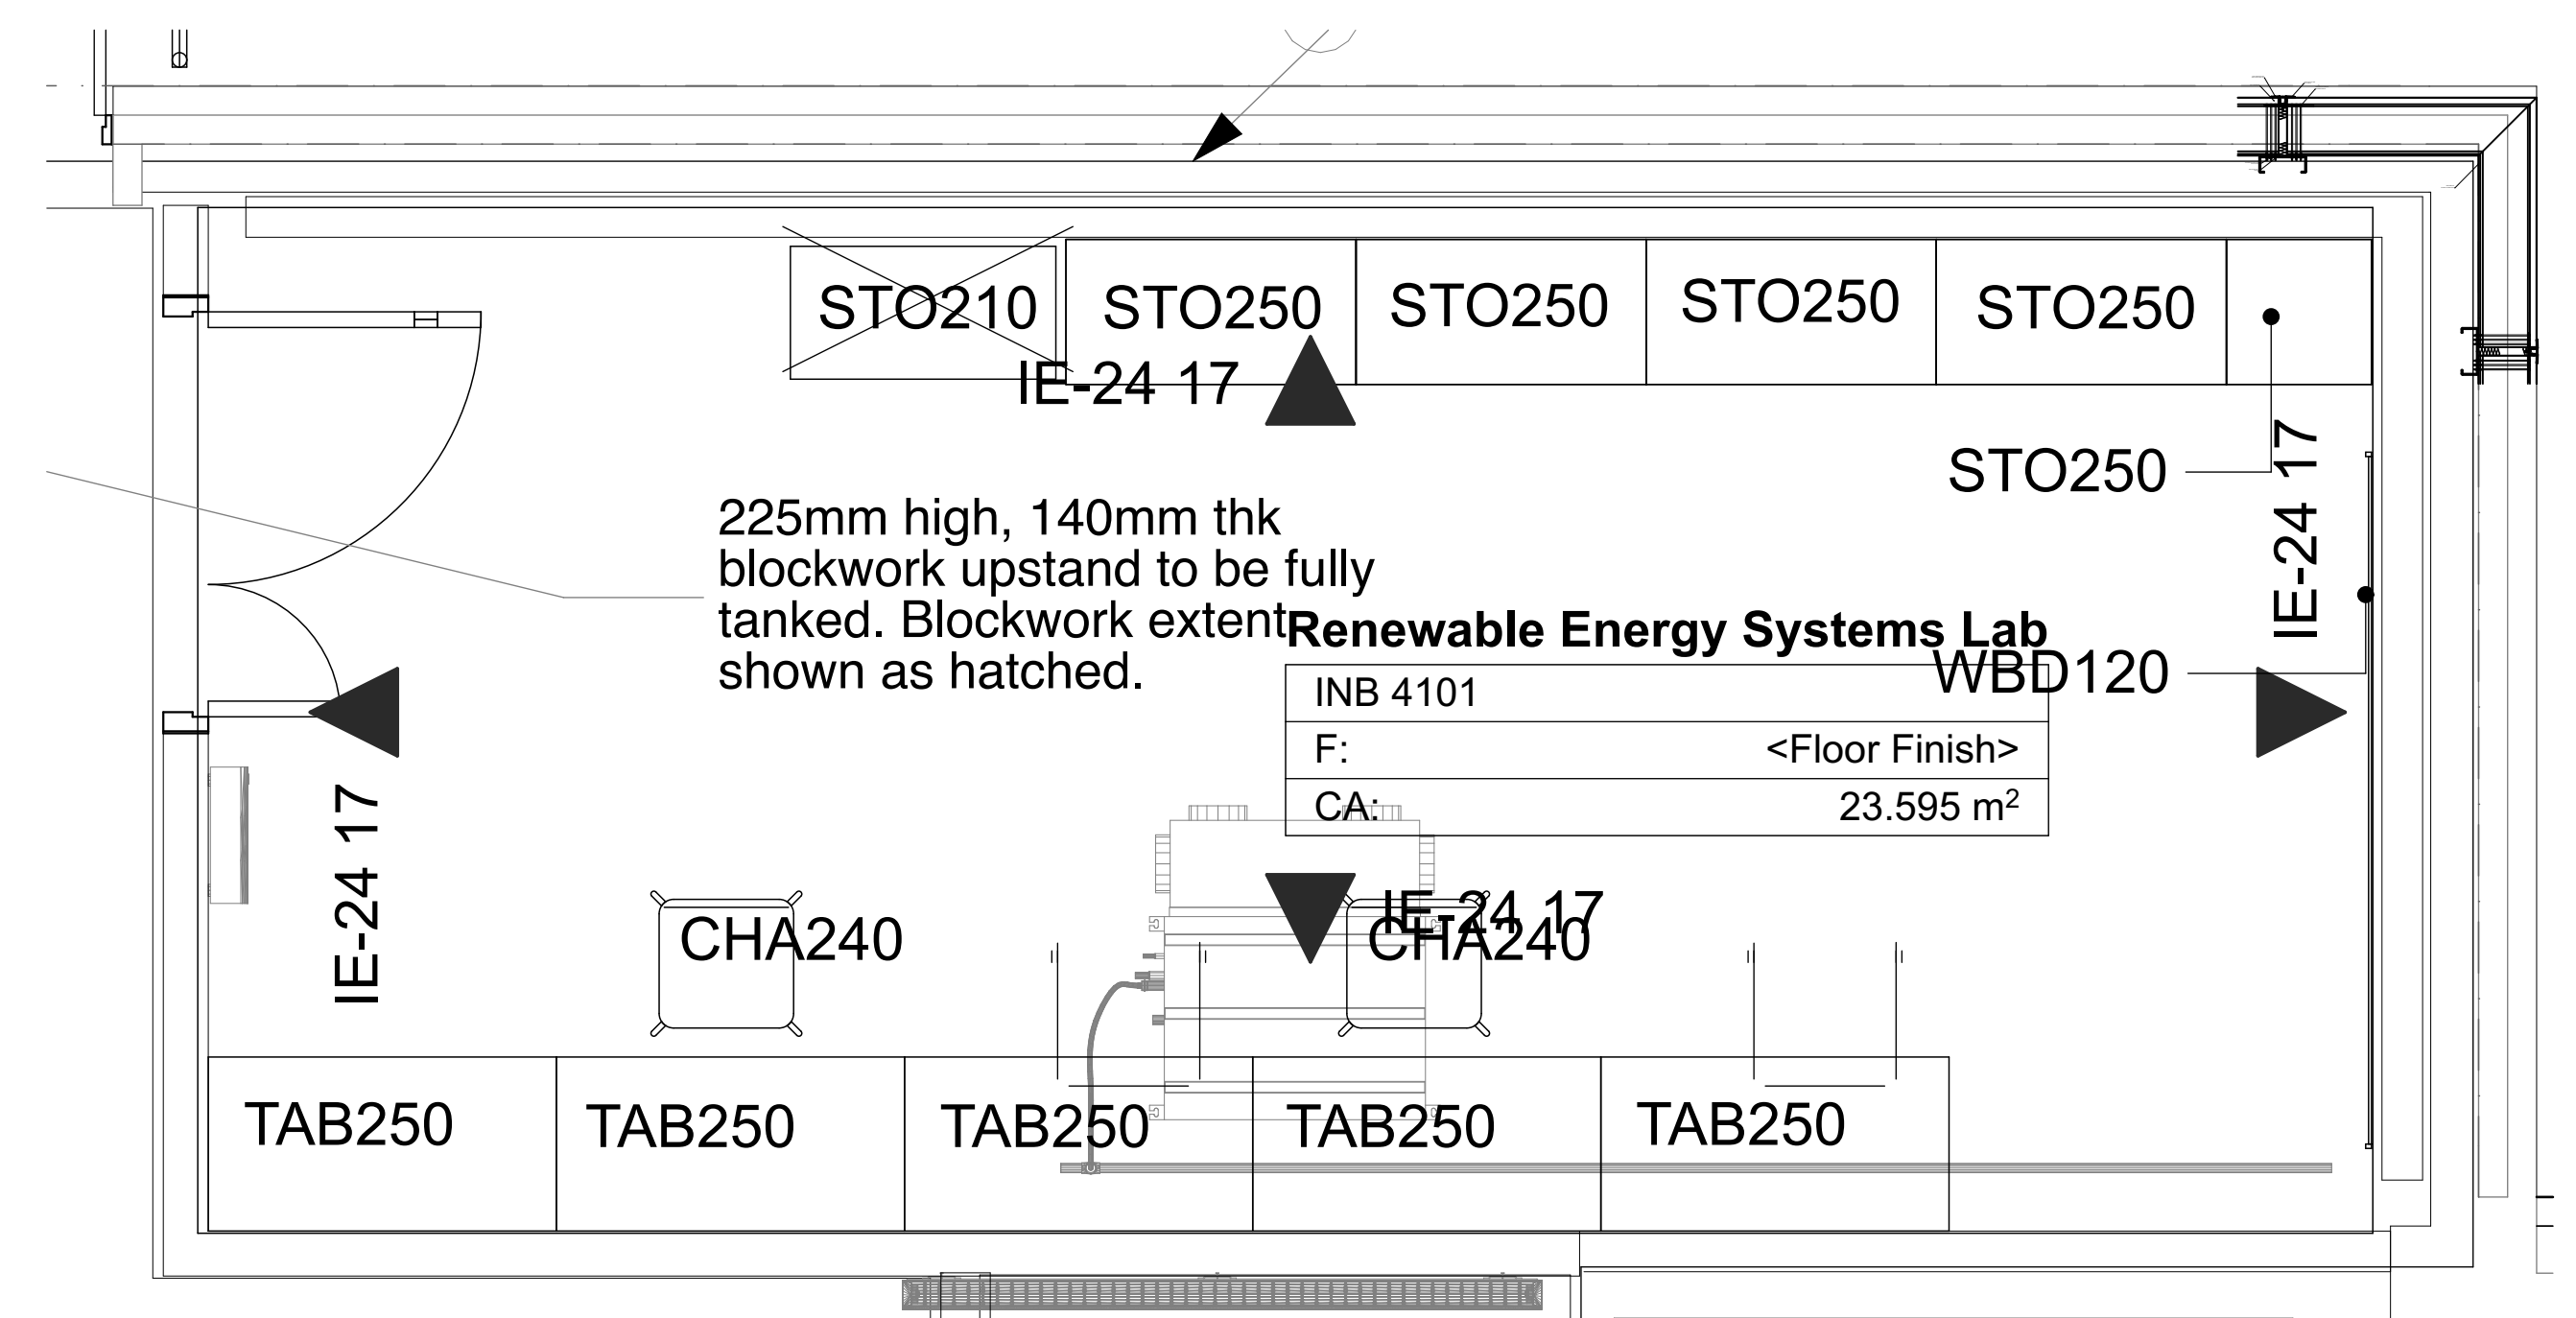 STO210
STO250
STO250
STO250
STO250
IE-24 17
STO250
IE-24 17
225mm high, 140mm thk
blockwork upstand to be fully
tanked. Blockwork extent
shown as hatched.
Renewable Energy Systems Lab
WBD120
INB 4101
F: <Floor Finish>
CA: 23.595 m²
IE-24 17
IE-24 17
CHA240
CHA240
TAB250
TAB250
TAB250
TAB250
TAB250